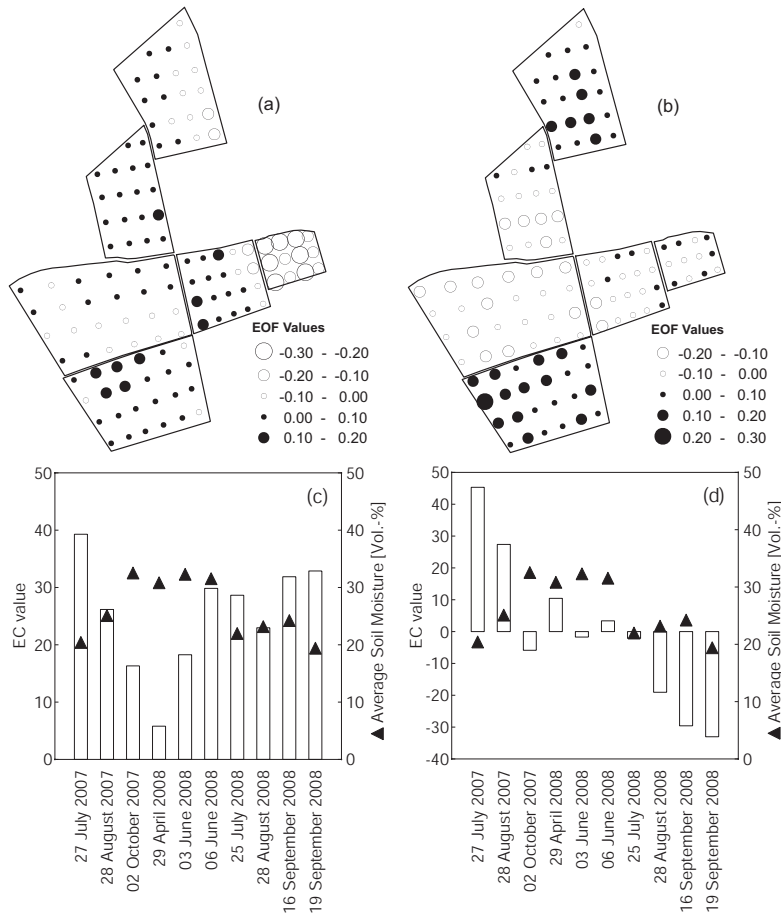 (a)
(b)
EOF Values
-0.30 - -0.20
-0.20 - -0.10
-0.10 - 0.00
0.00 - 0.10
0.10 - 0.20
EOF Values
-0.20 - -0.10
-0.10 - 0.00
0.00 - 0.10
0.10 - 0.20
0.20 - 0.30
(c)
EC value
50
40
30
20
10
0
50
40
30
20
10
0
▲ Average Soil Moisture [Vol.-%]
27 July 2007
28 August 2007
02 October 2007
29 April 2008
03 June 2008
06 June 2008
25 July 2008
28 August 2008
16 September 2008
19 September 2008
(d)
EC value
50
40
30
20
10
0
-10
-20
-30
-40
50
40
30
20
10
0
▲ Average Soil Moisture [Vol.-%]
27 July 2007
28 August 2007
02 October 2007
29 April 2008
03 June 2008
06 June 2008
25 July 2008
28 August 2008
16 September 2008
19 September 2008